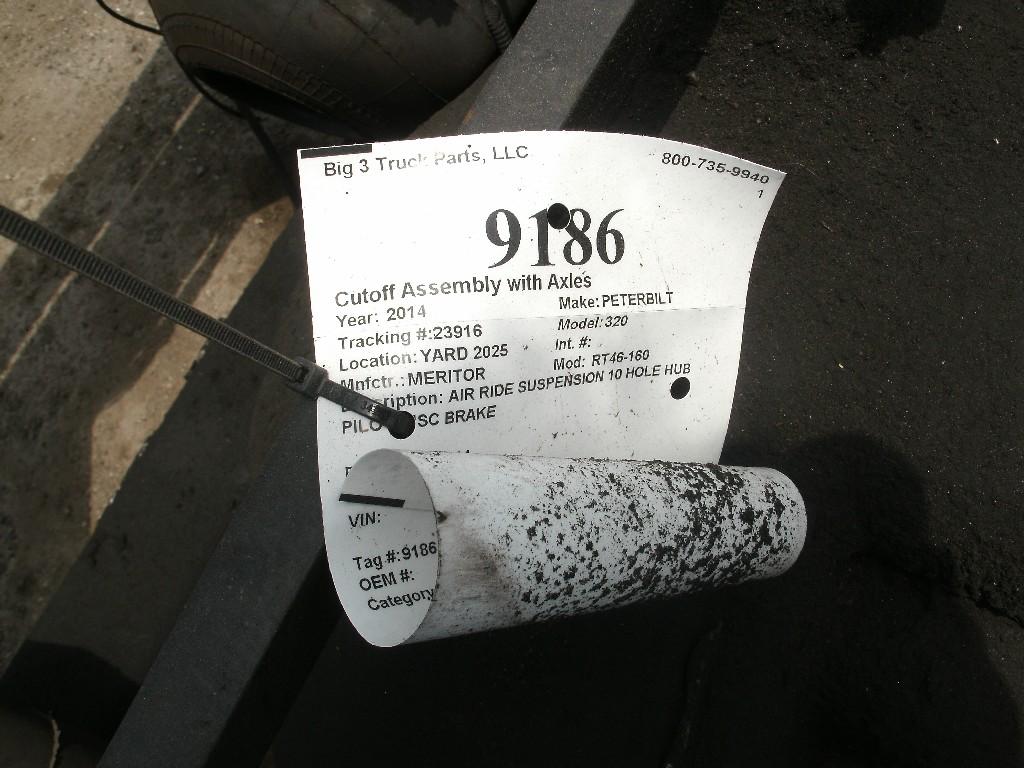 Big 3 Truck Parts, LLC 800-735-9940
1
9186
Cutoff Assembly with Axles
Year: 2014 Make: PETERBILT
Tracking #:23916 Model: 320
Location: YARD 2025 Int. #:
Mnfctr.: MERITOR Mod: RT46-160
ription: AIR RIDE SUSPENSION 10 HOLE HUB
PILO SC BRAKE
VIN:
Tag #:9186
OEM #:
Category